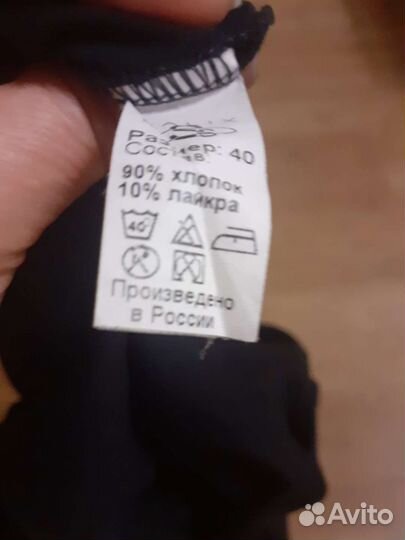 Размер: 40
Состав:
90% хлопок
10% лайкра
40°
Произведено
в России
Avito